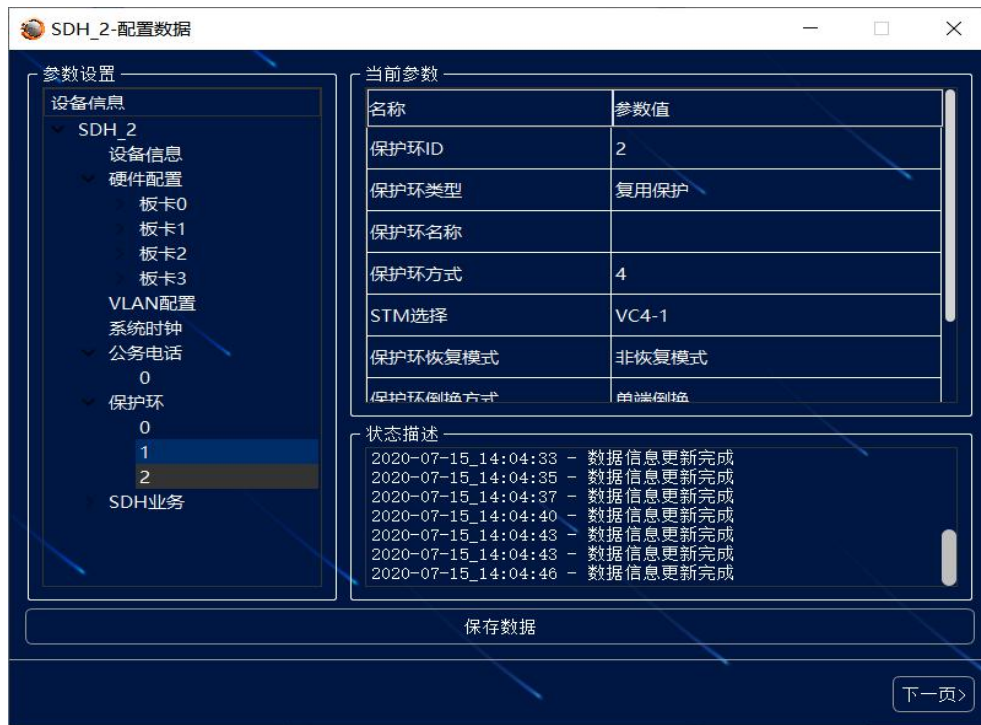 SDH_2-配置数据
参数设置
设备信息
SDH_2
设备信息
硬件配置
板卡0
板卡1
板卡2
板卡3
VLAN配置
系统时钟
公务电话
0
保护环
0
1
2
SDH业务
当前参数
名称 参数值
保护环ID 2
保护环类型 复用保护
保护环名称
保护环方式 4
STM选择 VC4-1
保护环恢复模式 非恢复模式
保护环倒换方式 单端倒换
状态描述
2020-07-15_14:04:33 - 数据信息更新完成
2020-07-15_14:04:35 - 数据信息更新完成
2020-07-15_14:04:37 - 数据信息更新完成
2020-07-15_14:04:40 - 数据信息更新完成
2020-07-15_14:04:43 - 数据信息更新完成
2020-07-15_14:04:43 - 数据信息更新完成
2020-07-15_14:04:46 - 数据信息更新完成
保存数据
下一页>